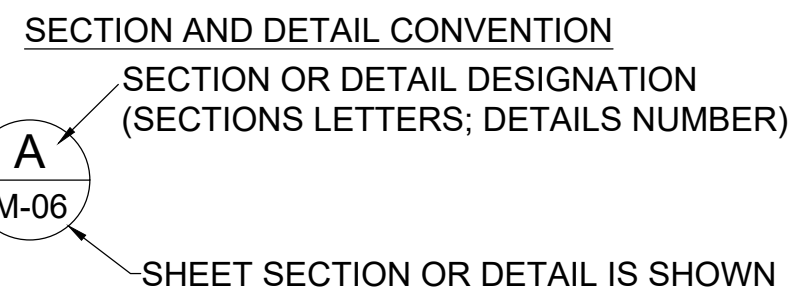 SECTION AND DETAIL CONVENTION
SECTION OR DETAIL DESIGNATION
(SECTIONS LETTERS; DETAILS NUMBER)
A
M-06
SHEET SECTION OR DETAIL IS SHOWN